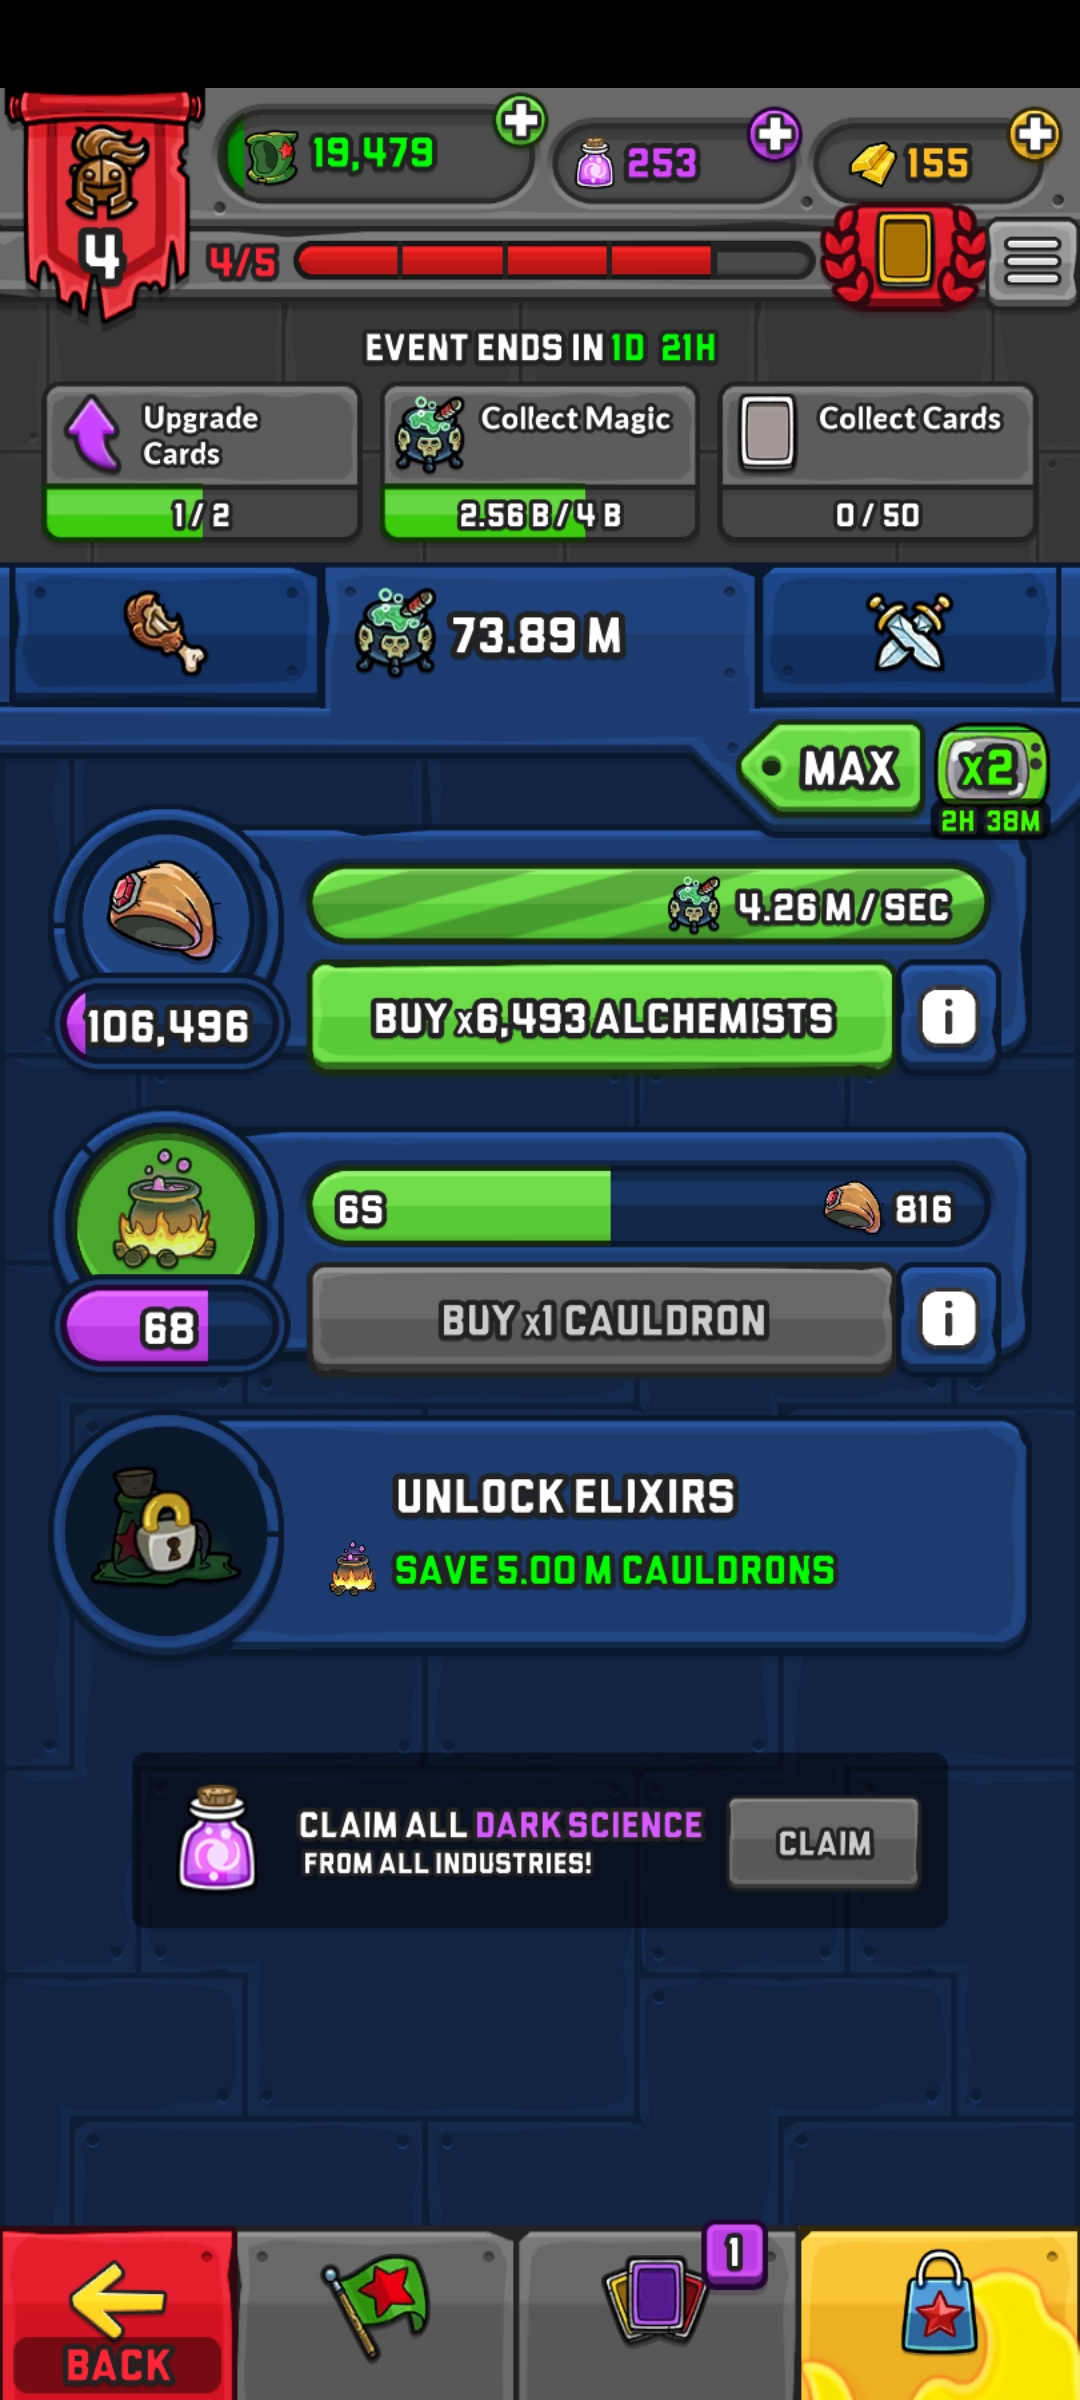 19,479
253
155
4
4/5
EVENT ENDS IN 1D 21H
Upgrade
Cards
1/2
Collect Magic
2.56 B / 4 B
Collect Cards
0 / 50
73.89 M
MAX
x2
2H 38M
4.26 M / SEC
106,496
BUY x6,493 ALCHEMISTS
i
6S
816
68
BUY x1 CAULDRON
i
UNLOCK ELIXIRS
SAVE 5.00 M CAULDRONS
CLAIM ALL DARK SCIENCE
FROM ALL INDUSTRIES!
CLAIM
1
BACK